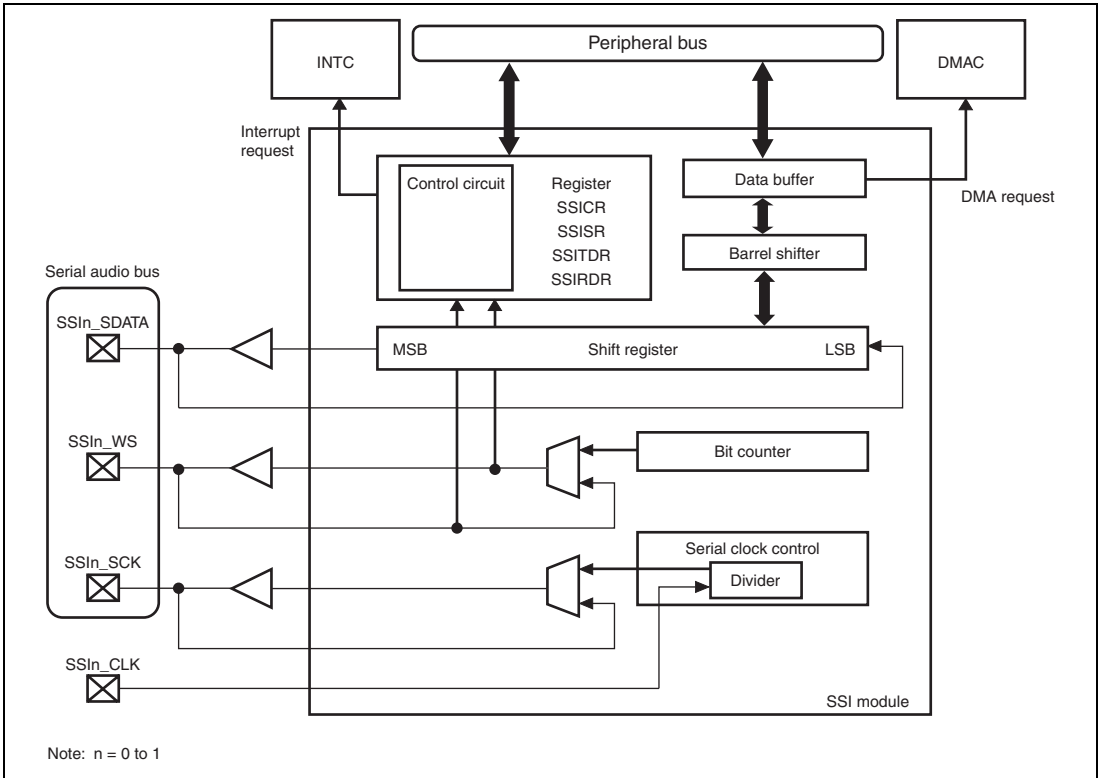 Peripheral bus
INTC
DMAC
Interrupt
request
Control circuit
Register
SSICR
SSISR
SSITDR
SSIRDR
Data buffer
DMA request
Barrel shifter
Serial audio bus
SSIn_SDATA
MSB
Shift register
LSB
SSIn_WS
Bit counter
SSIn_SCK
Serial clock control
Divider
SSIn_CLK
SSI module
Note: n = 0 to 1